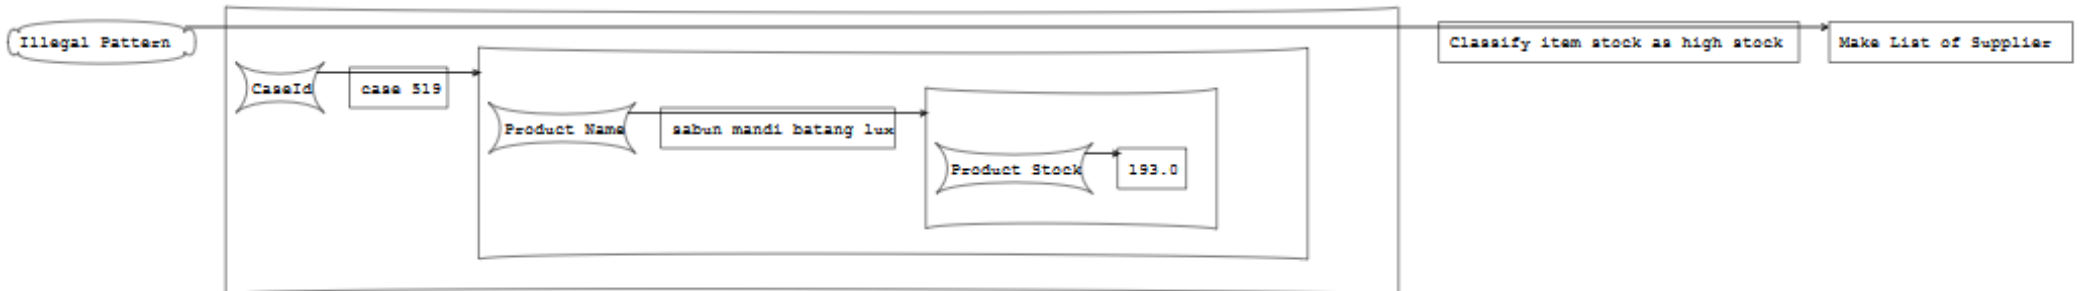 Illegal Pattern
Classify item stock as high stock
Make List of Supplier
CaseId
case 519
Product Name
sabun mandi batang lux
Product Stock
193.0